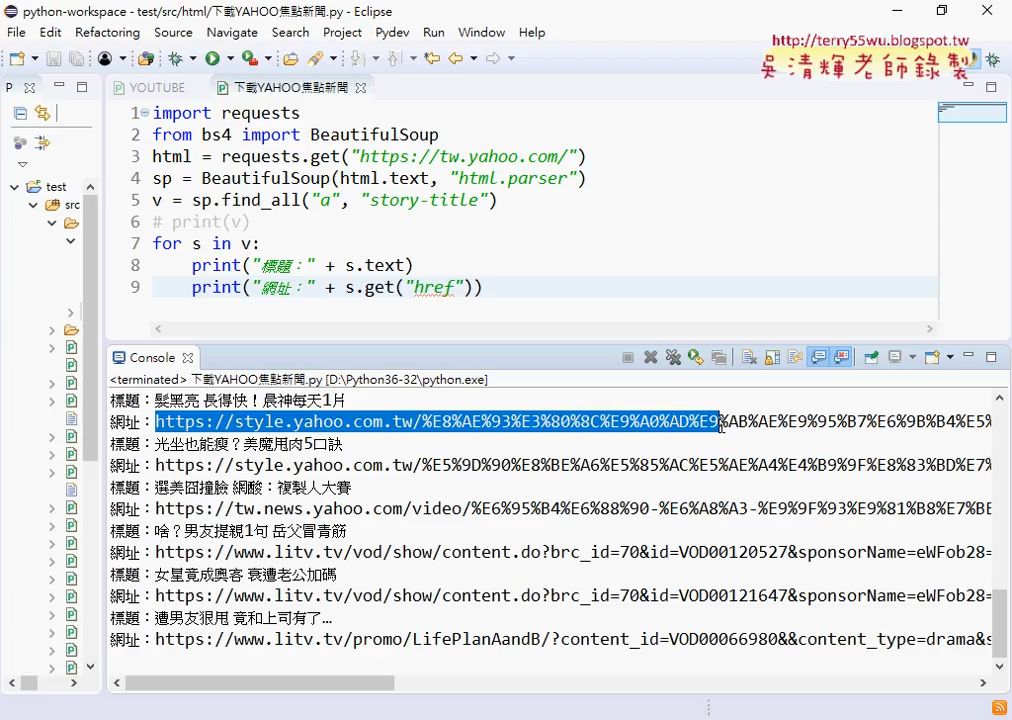 python-workspace - test/src/html/下載YAHOO焦點新聞.py - Eclipse
File Edit Refactoring Source Navigate Search Project Pydev Run Window Help
http://terry55wu.blogspot.tw
吳清輝老師錄製
P
YOUTUBE
下載YAHOO焦點新聞
test
src
1 import requests
2 from bs4 import BeautifulSoup
3 html = requests.get("https://tw.yahoo.com/")
4 sp = BeautifulSoup(html.text, "html.parser")
5 v = sp.find_all("a", "story-title")
6 # print(v)
7 for s in v:
8 print("標題：" + s.text)
9 print("網址：" + s.get("href"))
Console
<terminated> 下載YAHOO焦點新聞.py [D:\Python36-32\python.exe]
標題：髮黑亮 長得快！晨神每天1片
網址：https://style.yahoo.com.tw/%E8%AE%93%E3%80%8C%E9%A0%AD%E9%AB%AE%E9%95%B7%E6%9B%B4%E5%
標題：光坐也能瘦？美魔甩肉5口訣
網址：https://style.yahoo.com.tw/%E5%9D%90%E8%BE%A6%E5%85%AC%E5%AE%A4%E4%B9%9F%E8%83%BD%E7%
標題：選美囧撞臉 網酸：複製人大賽
網址：https://tw.news.yahoo.com/video/%E6%95%B4%E6%88%90-%E6%A8%A3-%E9%9F%93%E9%81%B8%E7%BE
標題：啥？男友提親1句 岳父冒青筋
網址：https://www.litv.tv/vod/show/content.do?brc_id=70&id=VOD00120527&sponsorName=eWFob28=
標題：女星竟成奧客 衰遭老公加碼
網址：https://www.litv.tv/vod/show/content.do?brc_id=70&id=VOD00121647&sponsorName=eWFob28=
標題：遭男友狠甩 竟和上司有了...
網址：https://www.litv.tv/promo/LifePlanAandB/?content_id=VOD00066980&&content_type=drama&s